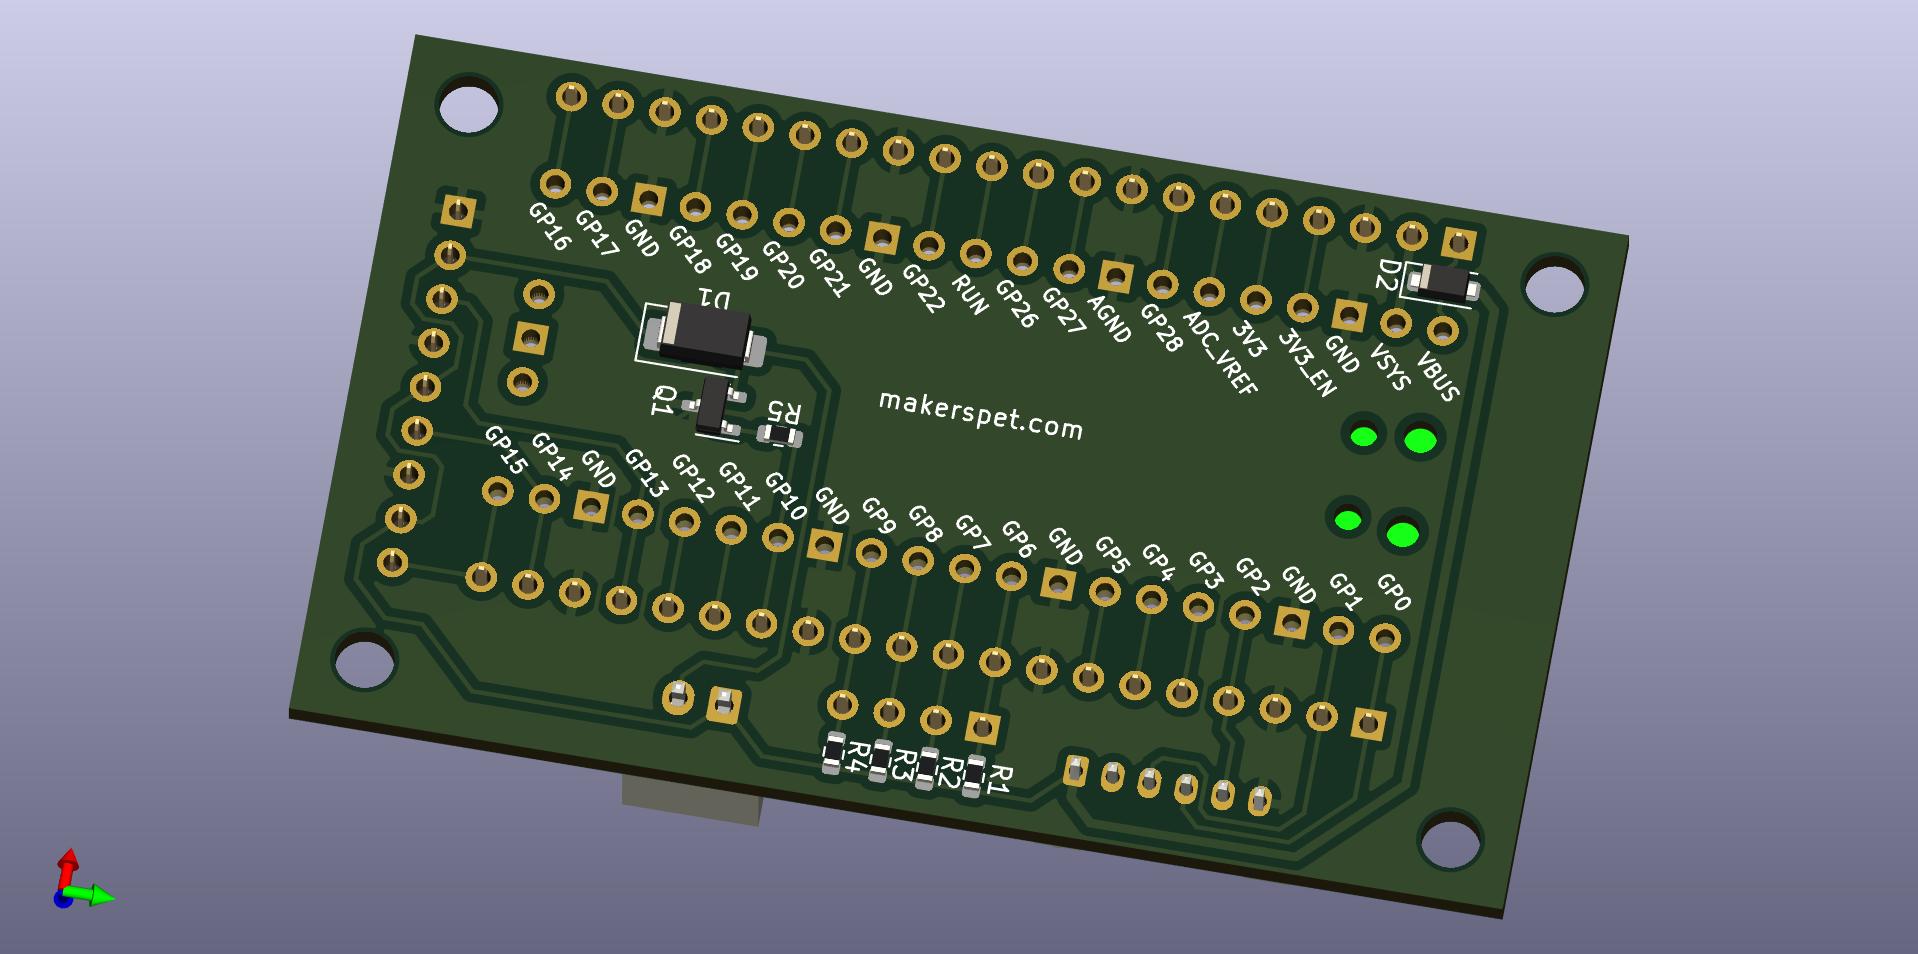 GP16
GP17
GND
GP18
GP19
GP20
GP21
GND
GP22
RUN
GP26
GP27
AGND
GP28
ADC_VREF
3V3
3V3_EN
GND
VSYS
VBUS
D2
D1
Q1
R5
makerspet.com
GP15
GP14
GND
GP13
GP12
GP11
GP10
GND
GP9
GP8
GP7
GP6
GND
GP5
GP4
GP3
GP2
GND
GP1
GP0
R4
R3
R2
R1